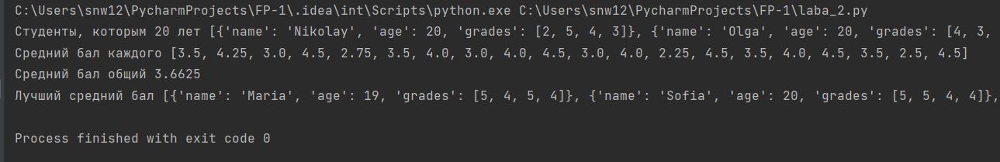 C:\Users\snw12\PycharmProjects\FP-1\.idea\int\Scripts\python.exe C:\Users\snw12\PycharmProjects\FP-1\laba_2.py
Студенты, которым 20 лет [{'name': 'Nikolay', 'age': 20, 'grades': [2, 5, 4, 3]}, {'name': 'Olga', 'age': 20, 'grades': [4, 3,
Средний бал каждого [3.5, 4.25, 3.0, 4.5, 2.75, 3.5, 4.0, 3.0, 4.0, 4.5, 3.0, 4.0, 2.25, 4.5, 3.5, 4.0, 4.5, 3.5, 2.5, 4.5]
Средний бал общий 3.6625
Лучший средний бал [{'name': 'Maria', 'age': 19, 'grades': [5, 4, 5, 4]}, {'name': 'Sofia', 'age': 20, 'grades': [5, 5, 4, 4]},
Process finished with exit code 0